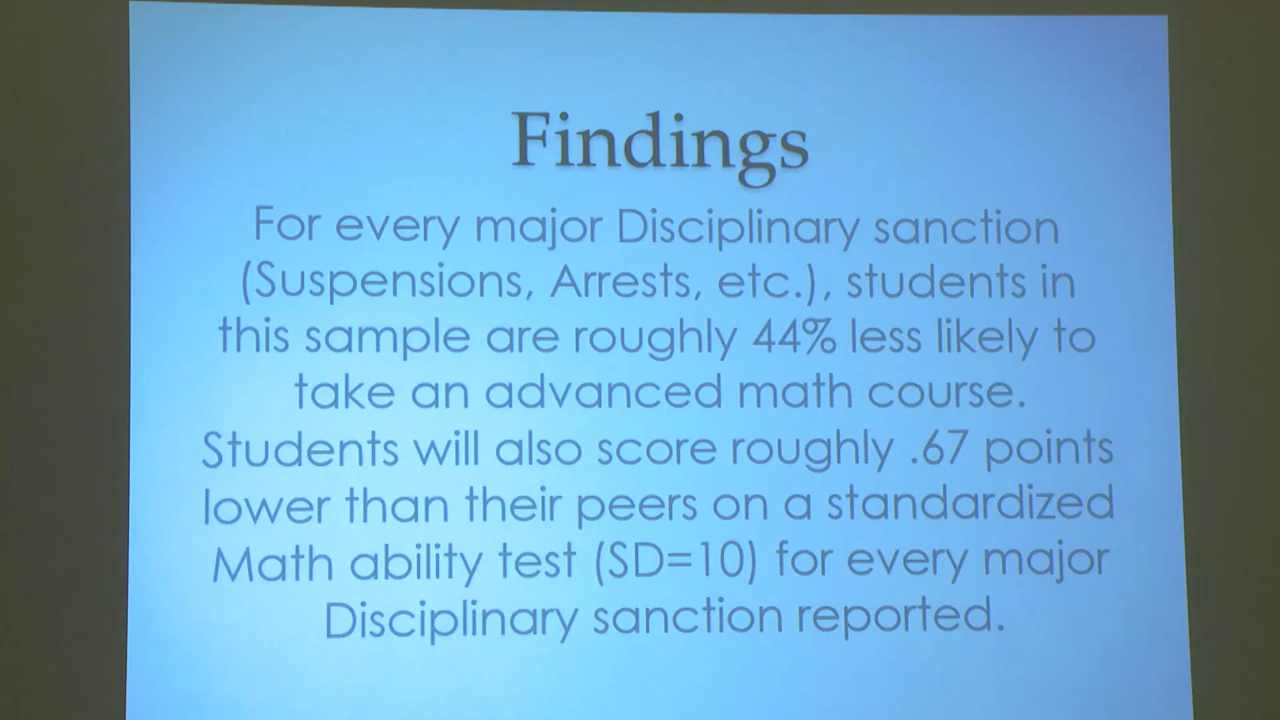 Findings
For every major Disciplinary sanction
(Suspensions, Arrests, etc.), students in
this sample are roughly 44% less likely to
take an advanced math course.
Students will also score roughly .67 points
lower than their peers on a standardized
Math ability test (SD=10) for every major
Disciplinary sanction reported.